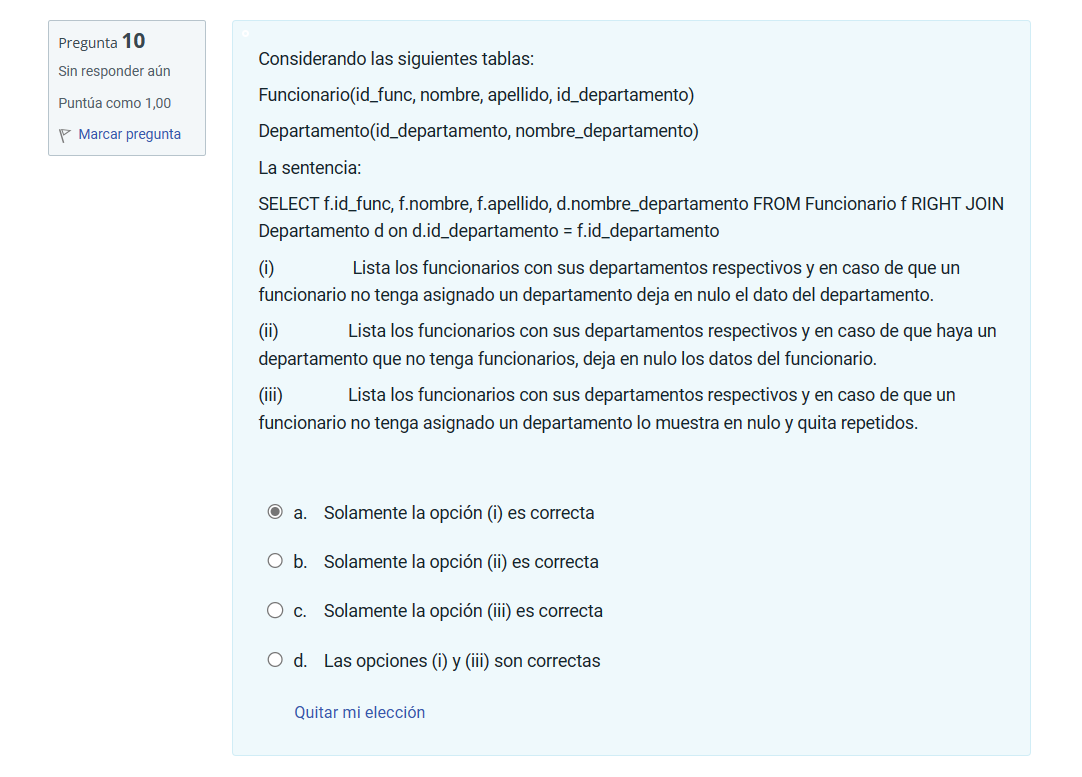 Pregunta 10
Sin responder aún
Puntúa como 1,00
Marcar pregunta
Considerando las siguientes tablas:
Funcionario(id_func, nombre, apellido, id_departamento)
Departamento(id_departamento, nombre_departamento)
La sentencia:
SELECT f.id_func, f.nombre, f.apellido, d.nombre_departamento FROM Funcionario f RIGHT JOIN
Departamento d on d.id_departamento = f.id_departamento
(i) Lista los funcionarios con sus departamentos respectivos y en caso de que un
funcionario no tenga asignado un departamento deja en nulo el dato del departamento.
(ii) Lista los funcionarios con sus departamentos respectivos y en caso de que haya un
departamento que no tenga funcionarios, deja en nulo los datos del funcionario.
(iii) Lista los funcionarios con sus departamentos respectivos y en caso de que un
funcionario no tenga asignado un departamento lo muestra en nulo y quita repetidos.
a. Solamente la opción (i) es correcta
b. Solamente la opción (ii) es correcta
c. Solamente la opción (iii) es correcta
d. Las opciones (i) y (iii) son correctas
Quitar mi elección